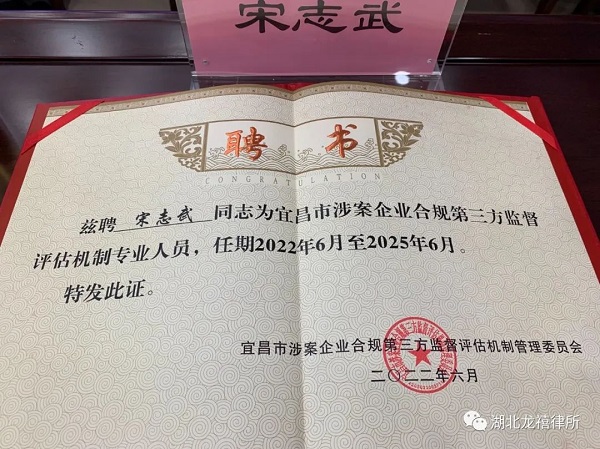 宋志武
聘书
CONGRATULATION
兹聘 宋志武 同志为宜昌市涉案企业合规第三方监督
评估机制专业人员，任期2022年6月至2025年6月。
特发此证。
宜昌市涉案企业合规第三方监督评估机制管理委员会
二〇二二年六月
湖北龙禧律所